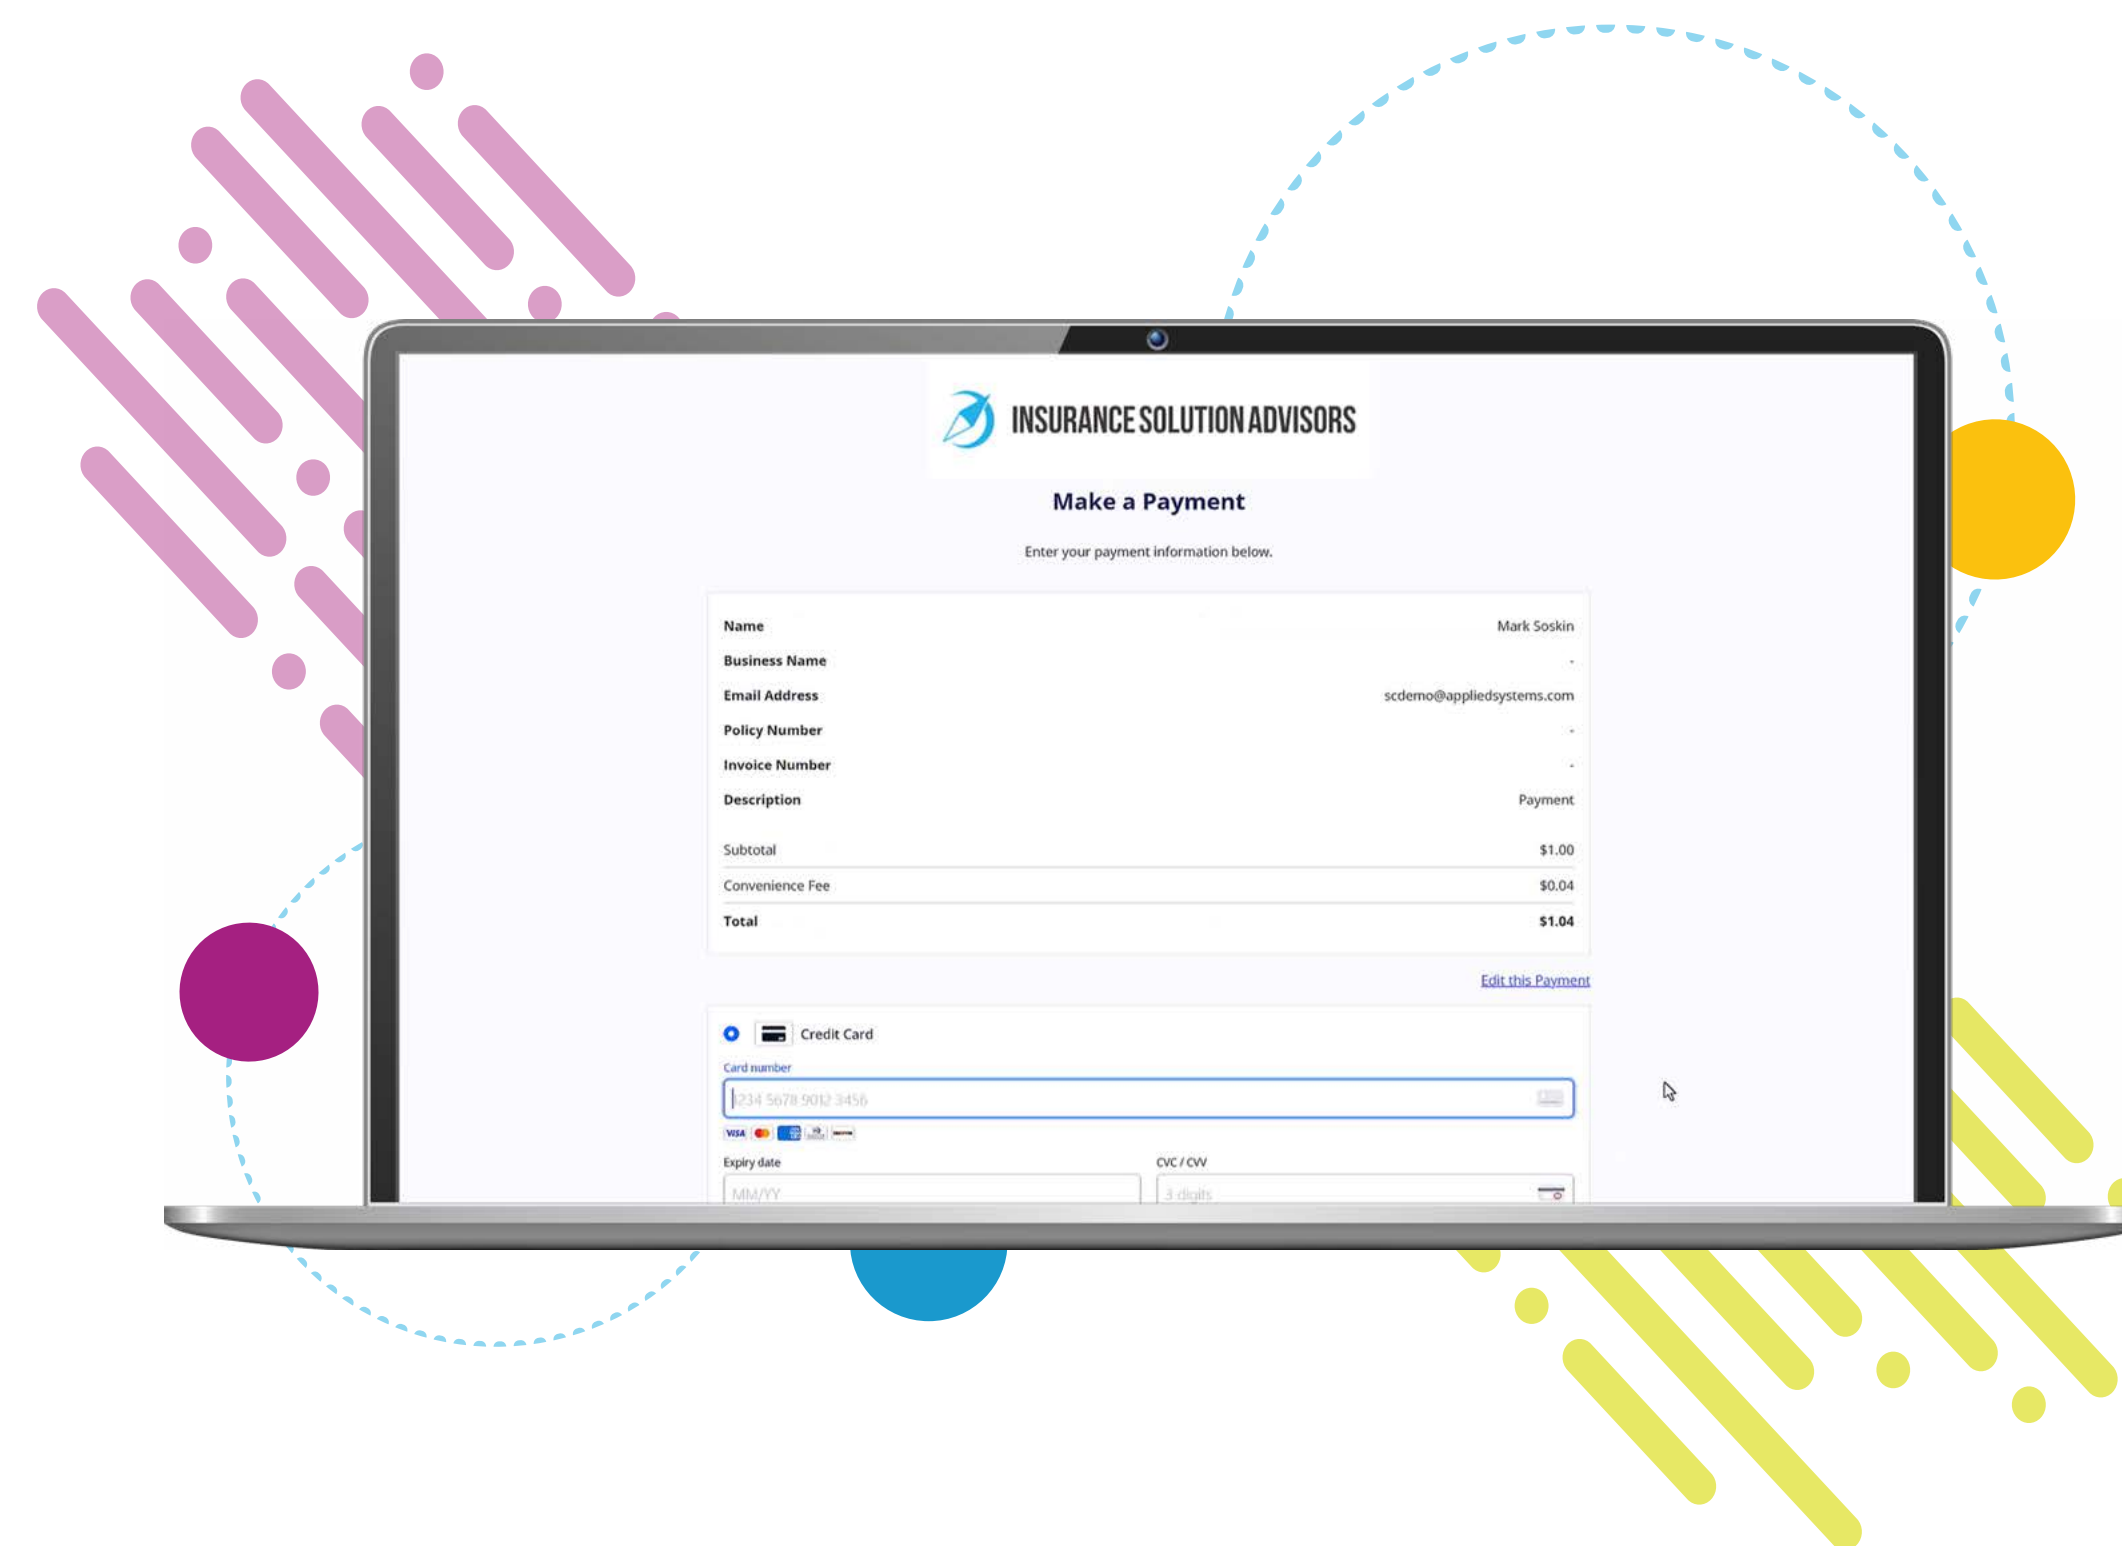 INSURANCE SOLUTION ADVISORS
Make a Payment
Enter your payment information below.
Name Mark Soskin
Business Name -
Email Address scdemo@appliedsystems.com
Policy Number -
Invoice Number -
Description Payment
Subtotal $1.00
Convenience Fee $0.04
Total $1.04
Edit this Payment
Credit Card
Card number
1234 5678 9012 3456
VISA
Expiry date CVC / CVV
MM/YY 3 digits